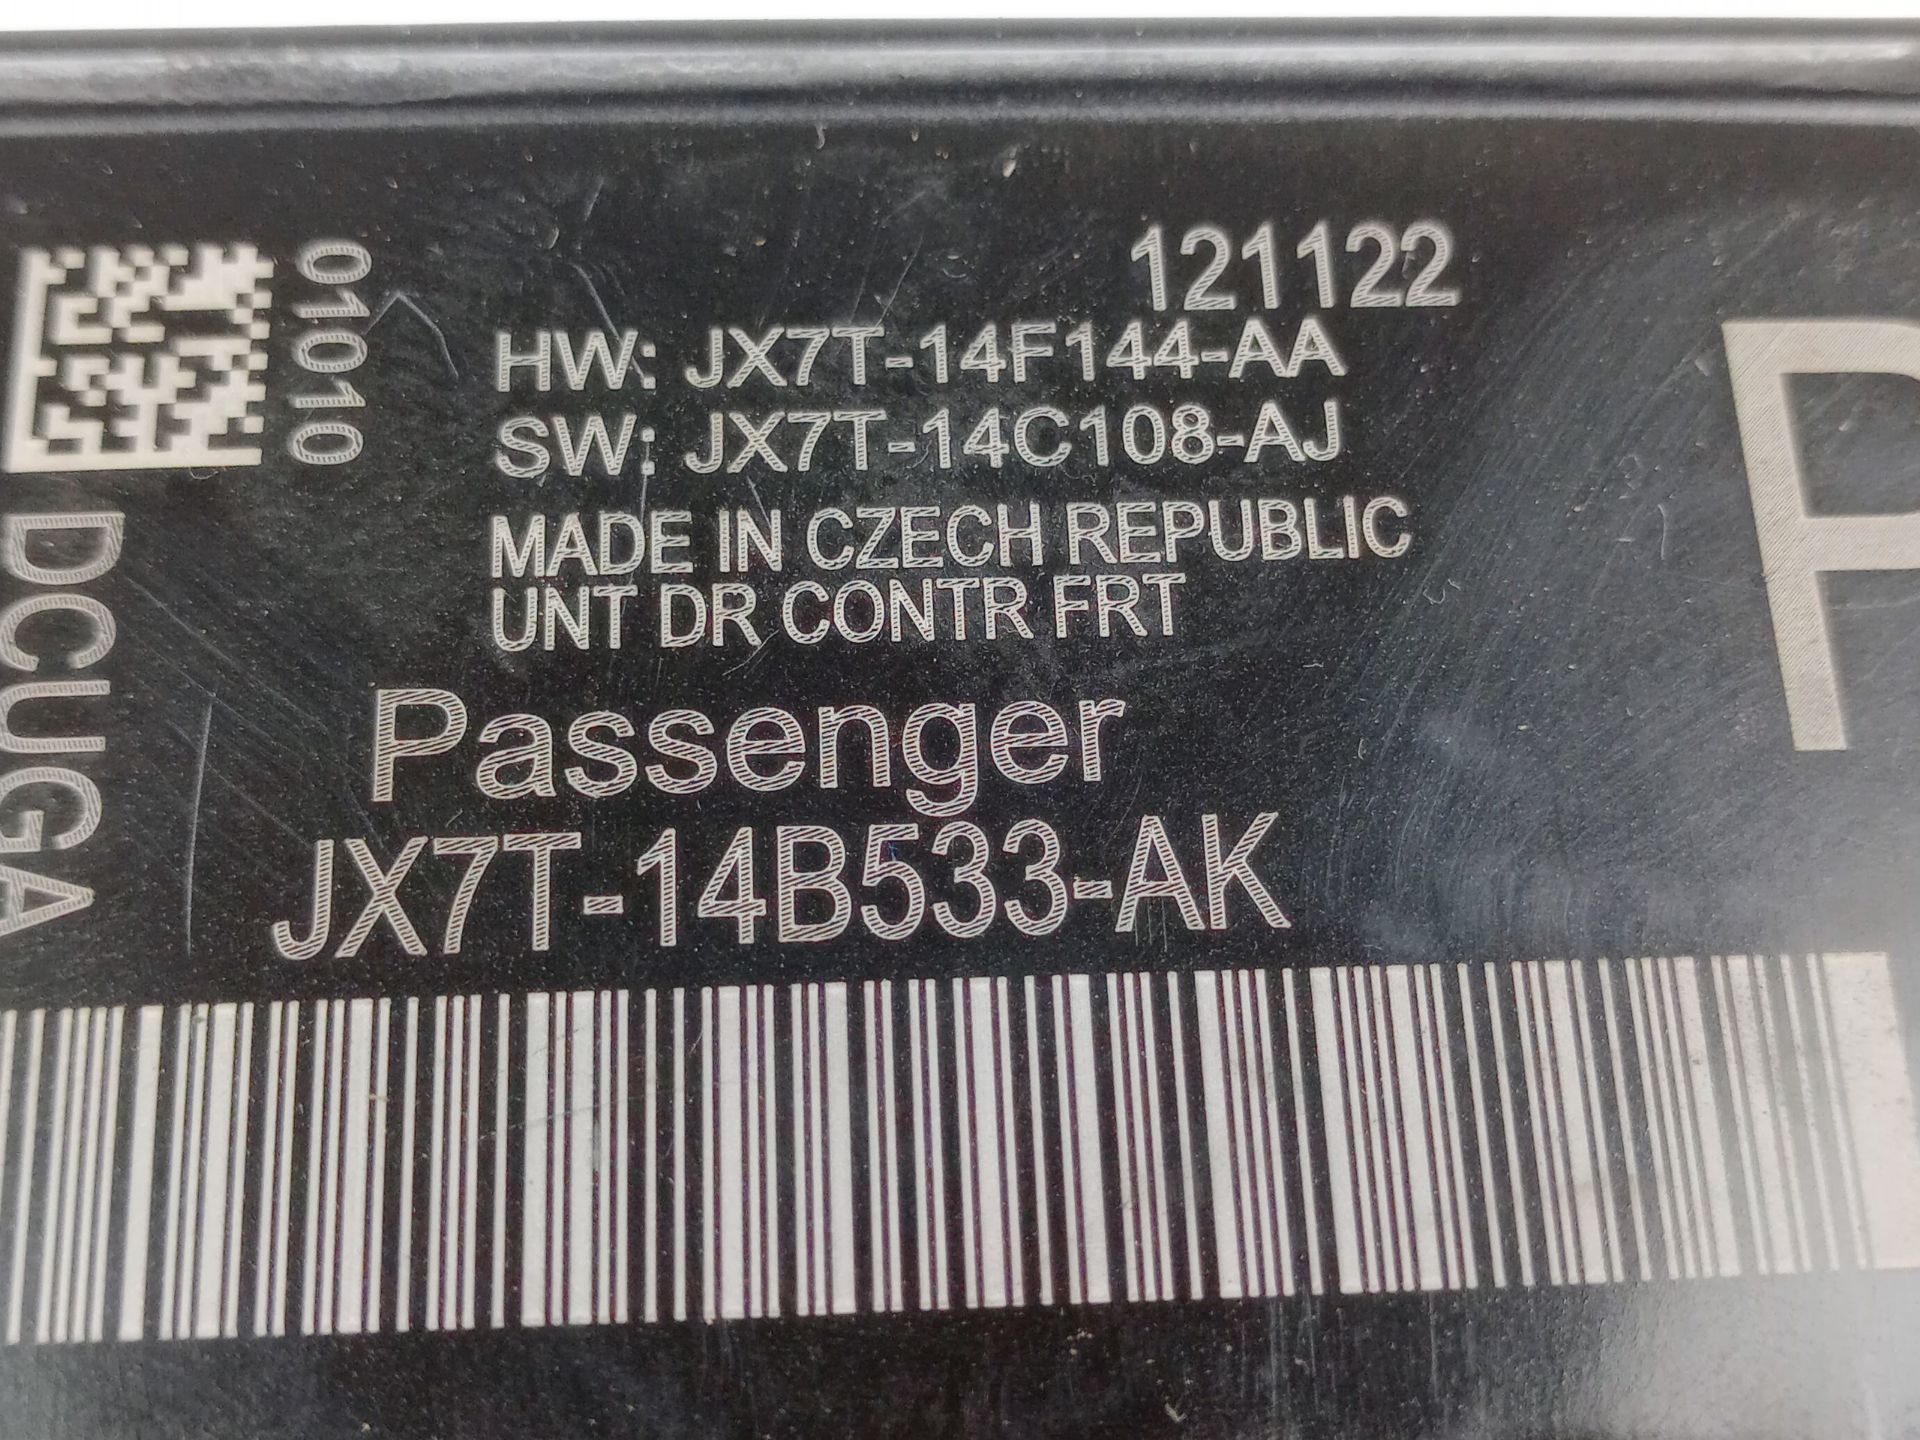 121122
HW: JX7T-14F144-AA
SW: JX7T-14C108-AJ
MADE IN CZECH REPUBLIC
UNT DR CONTR FRT
Passenger
JX7T-14B533-AK
01010
DCUGA
P